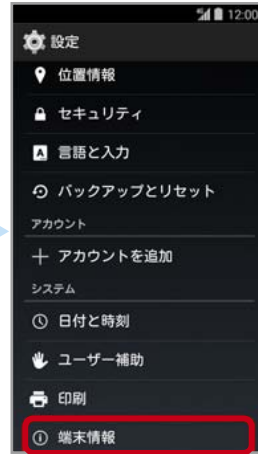 12:00
設定
位置情報
セキュリティ
A 言語と入力
バックアップとリセット
アカウント
アカウントを追加
システム
日付と時刻
ユーザー補助
印刷
端末情報